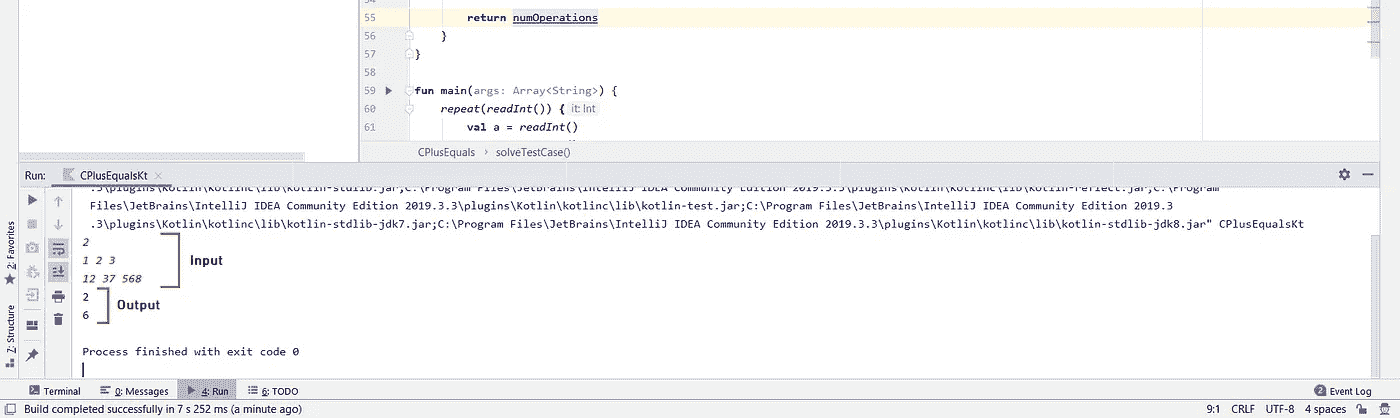 54
55 return numOperations
56 }
57 }
58
59 fun main(args: Array<String>) {
60 repeat(readInt()) { it: Int
61 val a = readInt()
CPlusEquals › solveTestCase()
Run: CPlusEqualsKt ×
.3\plugins\Kotlin\kotlinc\lib\kotlin-stdlib.jar;C:\Program Files\JetBrains\IntelliJ IDEA Community Edition 2019.3.3\plugins\Kotlin\kotlinc\lib\kotlin-reflect.jar;C:\Program
Files\JetBrains\IntelliJ IDEA Community Edition 2019.3.3\plugins\Kotlin\kotlinc\lib\kotlin-test.jar;C:\Program Files\JetBrains\IntelliJ IDEA Community Edition 2019.3
.3\plugins\Kotlin\kotlinc\lib\kotlin-stdlib-jdk7.jar;C:\Program Files\JetBrains\IntelliJ IDEA Community Edition 2019.3.3\plugins\Kotlin\kotlinc\lib\kotlin-stdlib-jdk8.jar" CPlusEqualsKt
2
1 2 3
12 37 568
Input
2
6
Output
Process finished with exit code 0
2: Favorites
Z: Structure
Terminal 0: Messages 4: Run 6: TODO 2 Event Log
Build completed successfully in 7 s 252 ms (a minute ago) 9:1 CRLF UTF-8 4 spaces